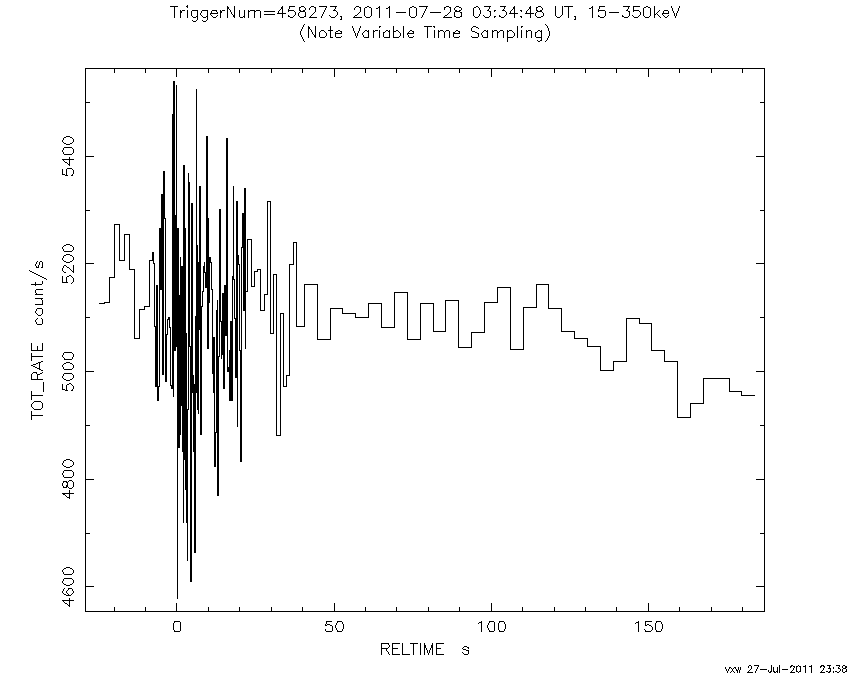 TriggerNum=458273, 2011-07-28 03:34:48 UT, 15-350keV
(Note Variable Time Sampling)
5400
5200
5000
4800
4600
TOT_RATE count/s
0 50 100 150
RELTIME s
vxw 27-Jul-2011 23:38